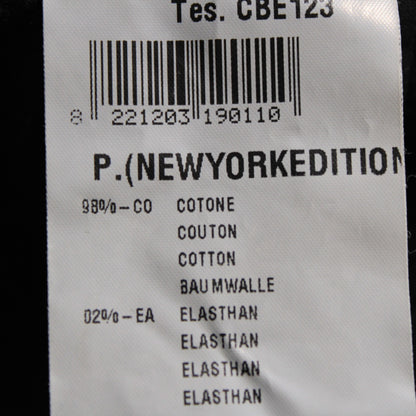 Tes. CBE123
8 221203 190110
P.(NEWYORKEDITION
98%-CO COTONE
COUTON
COTTON
BAUMWALLE
02%-EA ELASTHAN
ELASTHAN
ELASTHAN
ELASTHAN